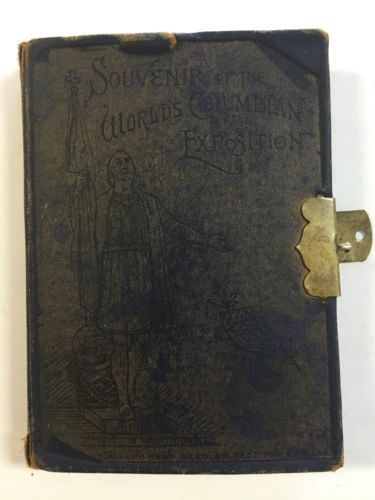 SOUVENIR OF THE
WORLD'S COLUMBIAN
EXPOSITION